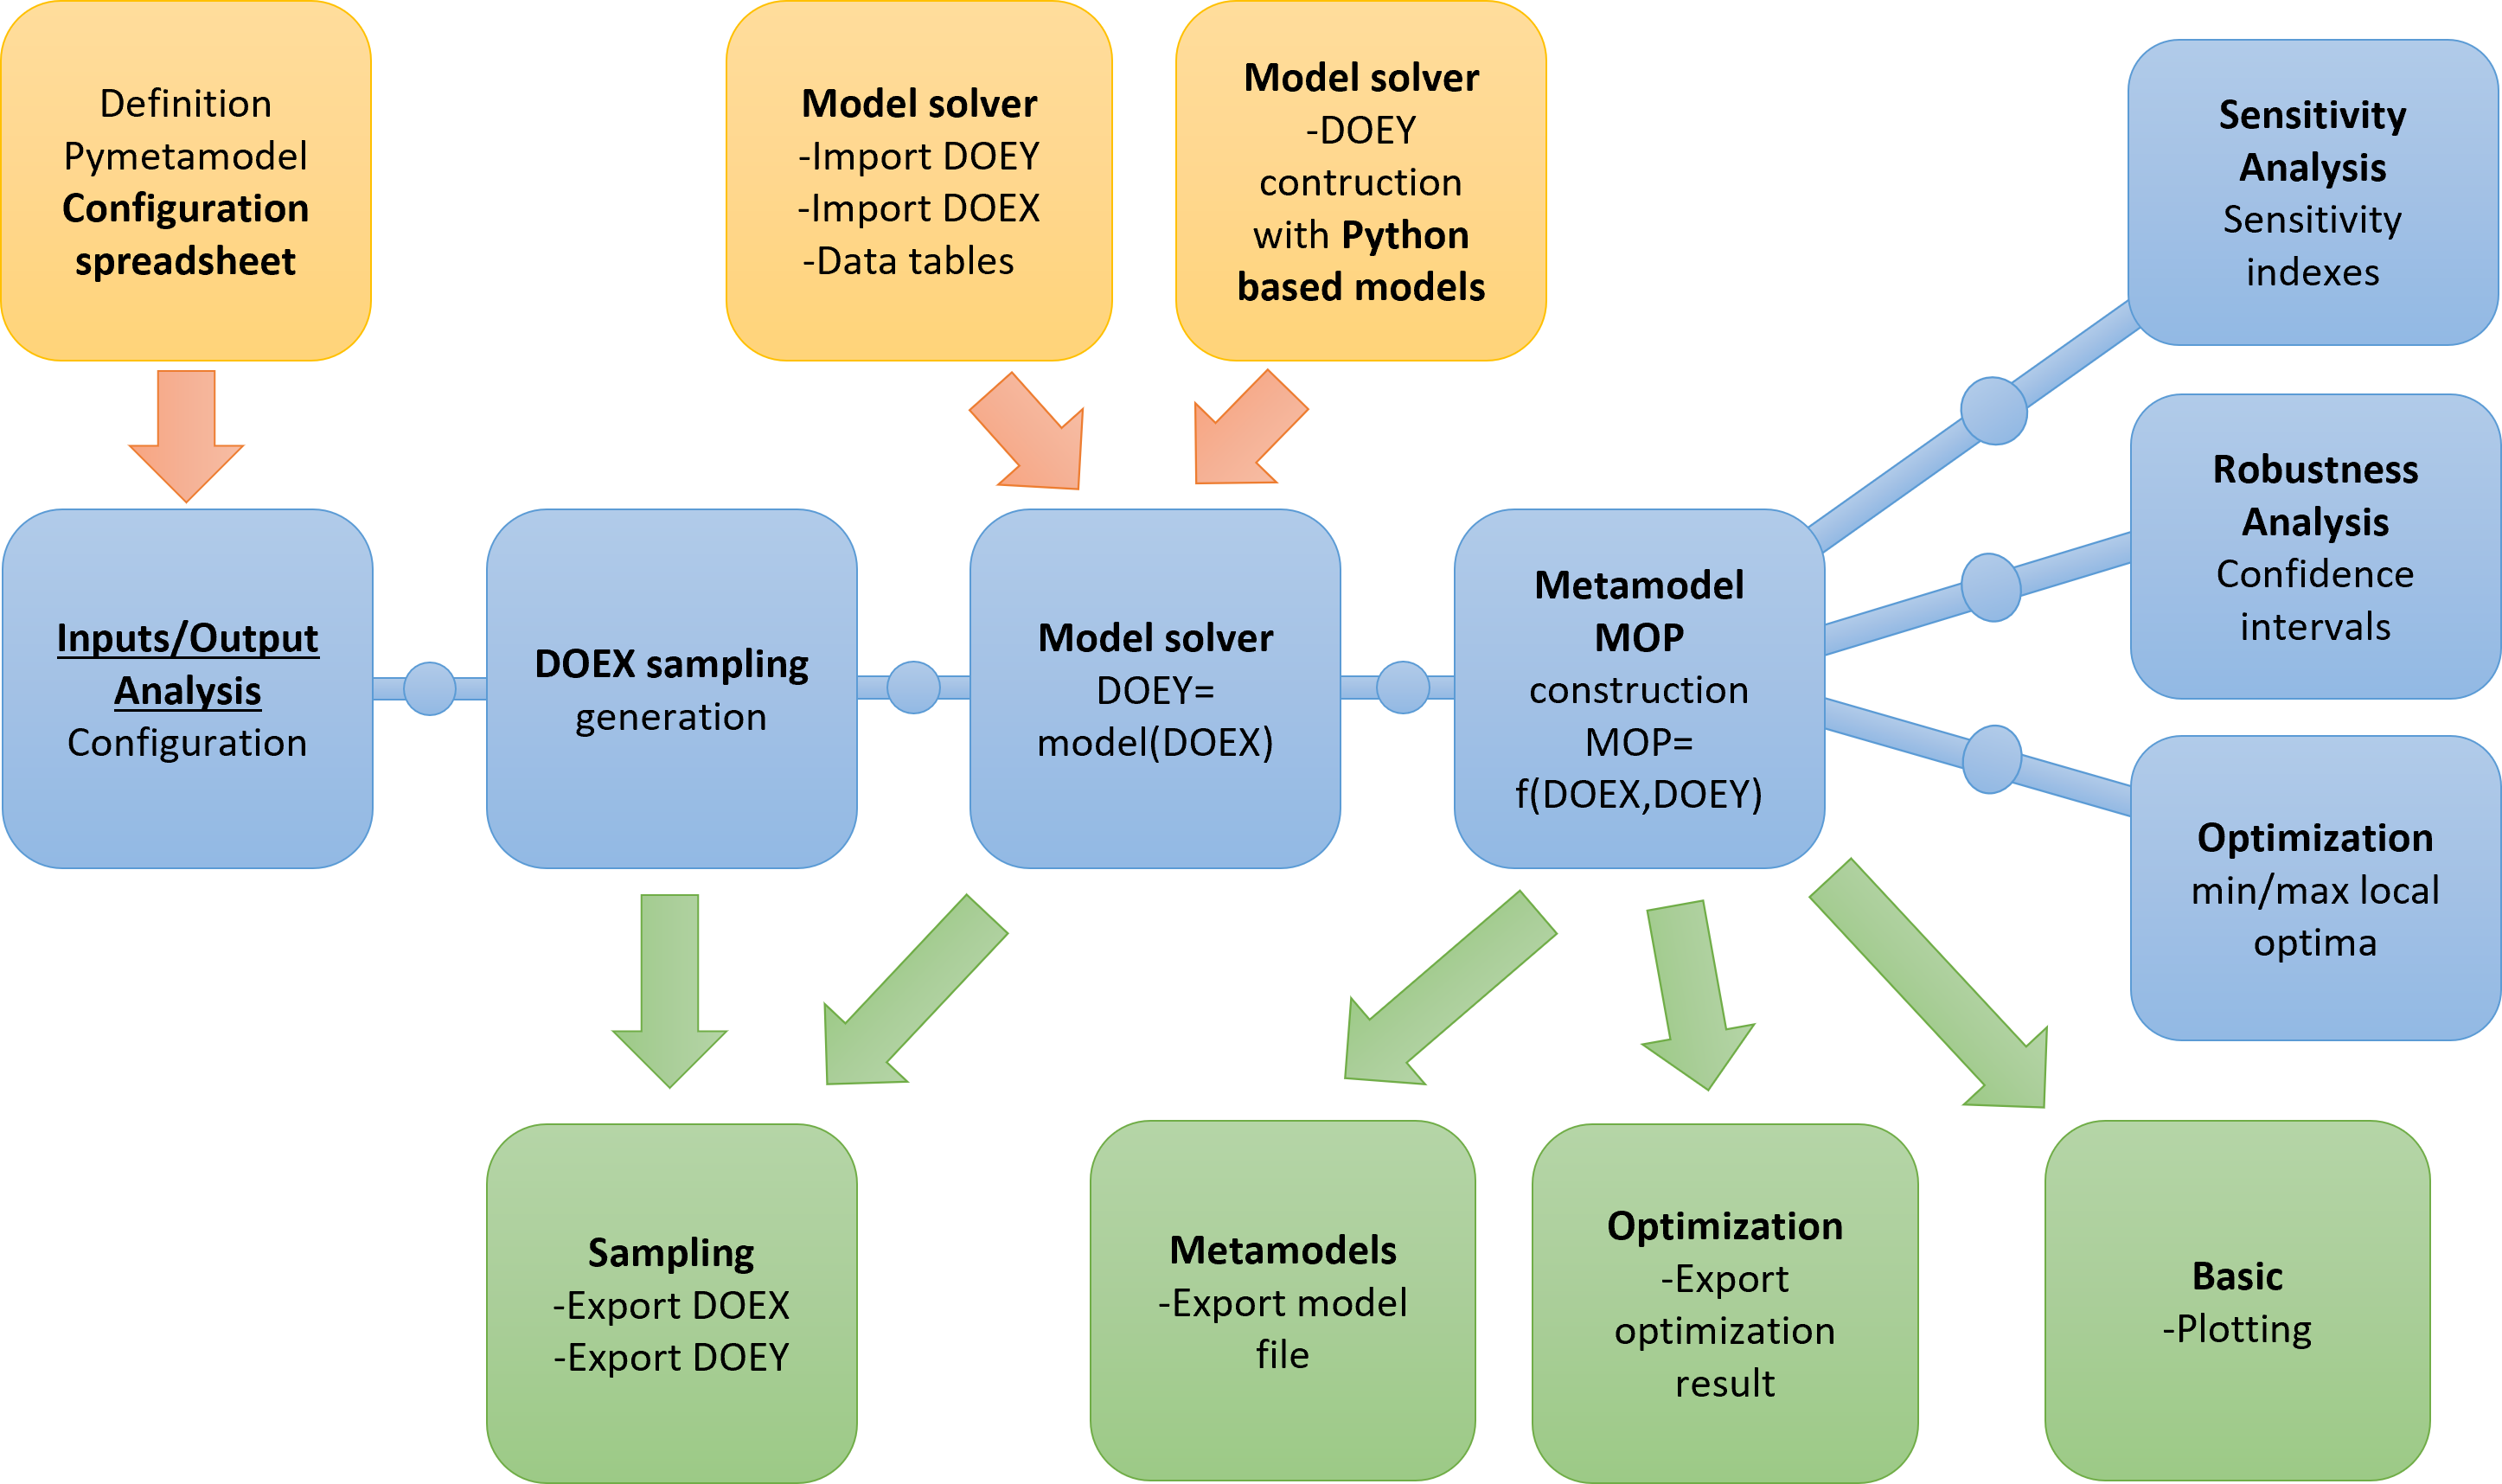 Definition
Pymetamodel
Configuration
spreadsheet
Model solver
-Import DOEY
-Import DOEX
-Data tables
Model solver
-DOEY
contruction
with Python
based models
Sensitivity
Analysis
Sensitivity
indexes
Robustness
Analysis
Confidence
intervals
Inputs/Output
Analysis
Configuration
DOEX sampling
generation
Model solver
DOEY=
model(DOEX)
Metamodel
MOP
construction
MOP=
f(DOEX,DOEY)
Optimization
min/max local
optima
Sampling
-Export DOEX
-Export DOEY
Metamodels
-Export model
file
Optimization
-Export
optimization
result
Basic
-Plotting